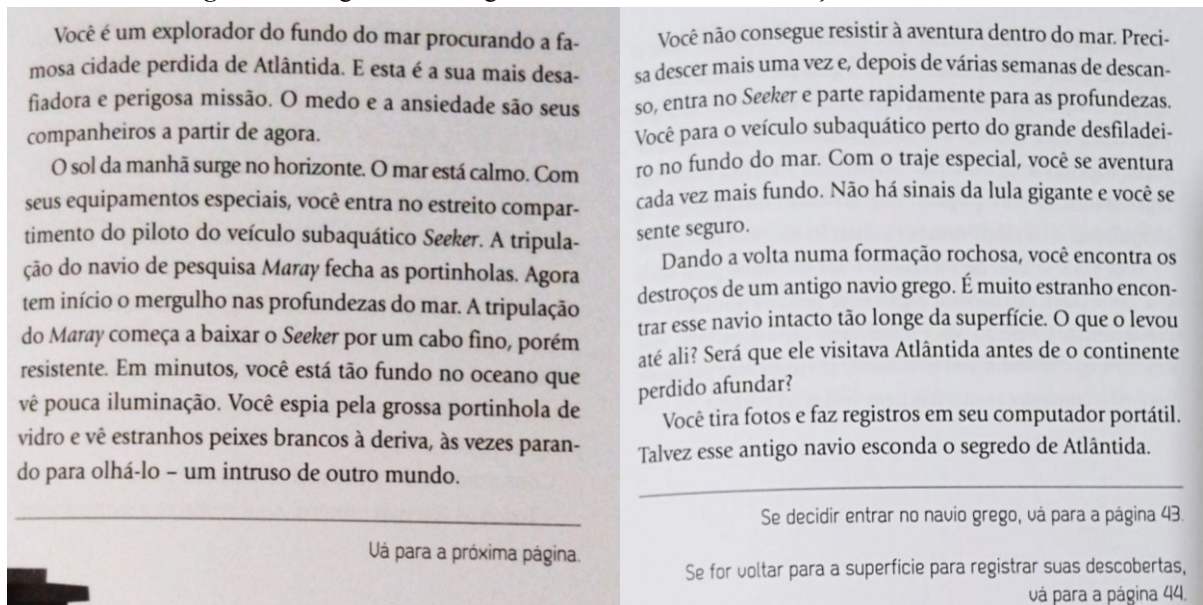 Você é um explorador do fundo do mar procurando a fa-
mosa cidade perdida de Atlântida. E esta é a sua mais desa-
fiadora e perigosa missão. O medo e a ansiedade são seus
companheiros a partir de agora.
O sol da manhã surge no horizonte. O mar está calmo. Com
seus equipamentos especiais, você entra no estreito compar-
timento do piloto do veículo subaquático Seeker. A tripula-
ção do navio de pesquisa Maray fecha as portinholas. Agora
tem início o mergulho nas profundezas do mar. A tripulação
do Maray começa a baixar o Seeker por um cabo fino, porém
resistente. Em minutos, você está tão fundo no oceano que
vê pouca iluminação. Você espia pela grossa portinhola de
vidro e vê estranhos peixes brancos à deriva, às vezes paran-
do para olhá-lo – um intruso de outro mundo.
Vá para a próxima página.
Você não consegue resistir à aventura dentro do mar. Preci-
sa descer mais uma vez e, depois de várias semanas de descan-
so, entra no Seeker e parte rapidamente para as profundezas.
Você para o veículo subaquático perto do grande desfiladei-
ro no fundo do mar. Com o traje especial, você se aventura
cada vez mais fundo. Não há sinais da lula gigante e você se
sente seguro.
Dando a volta numa formação rochosa, você encontra os
destroços de um antigo navio grego. É muito estranho encon-
trar esse navio intacto tão longe da superfície. O que o levou
até ali? Será que ele visitava Atlântida antes de o continente
perdido afundar?
Você tira fotos e faz registros em seu computador portátil.
Talvez esse antigo navio esconda o segredo de Atlântida.
Se decidir entrar no navio grego, vá para a página 43.
Se for voltar para a superfície para registrar suas descobertas,
vá para a página 44.